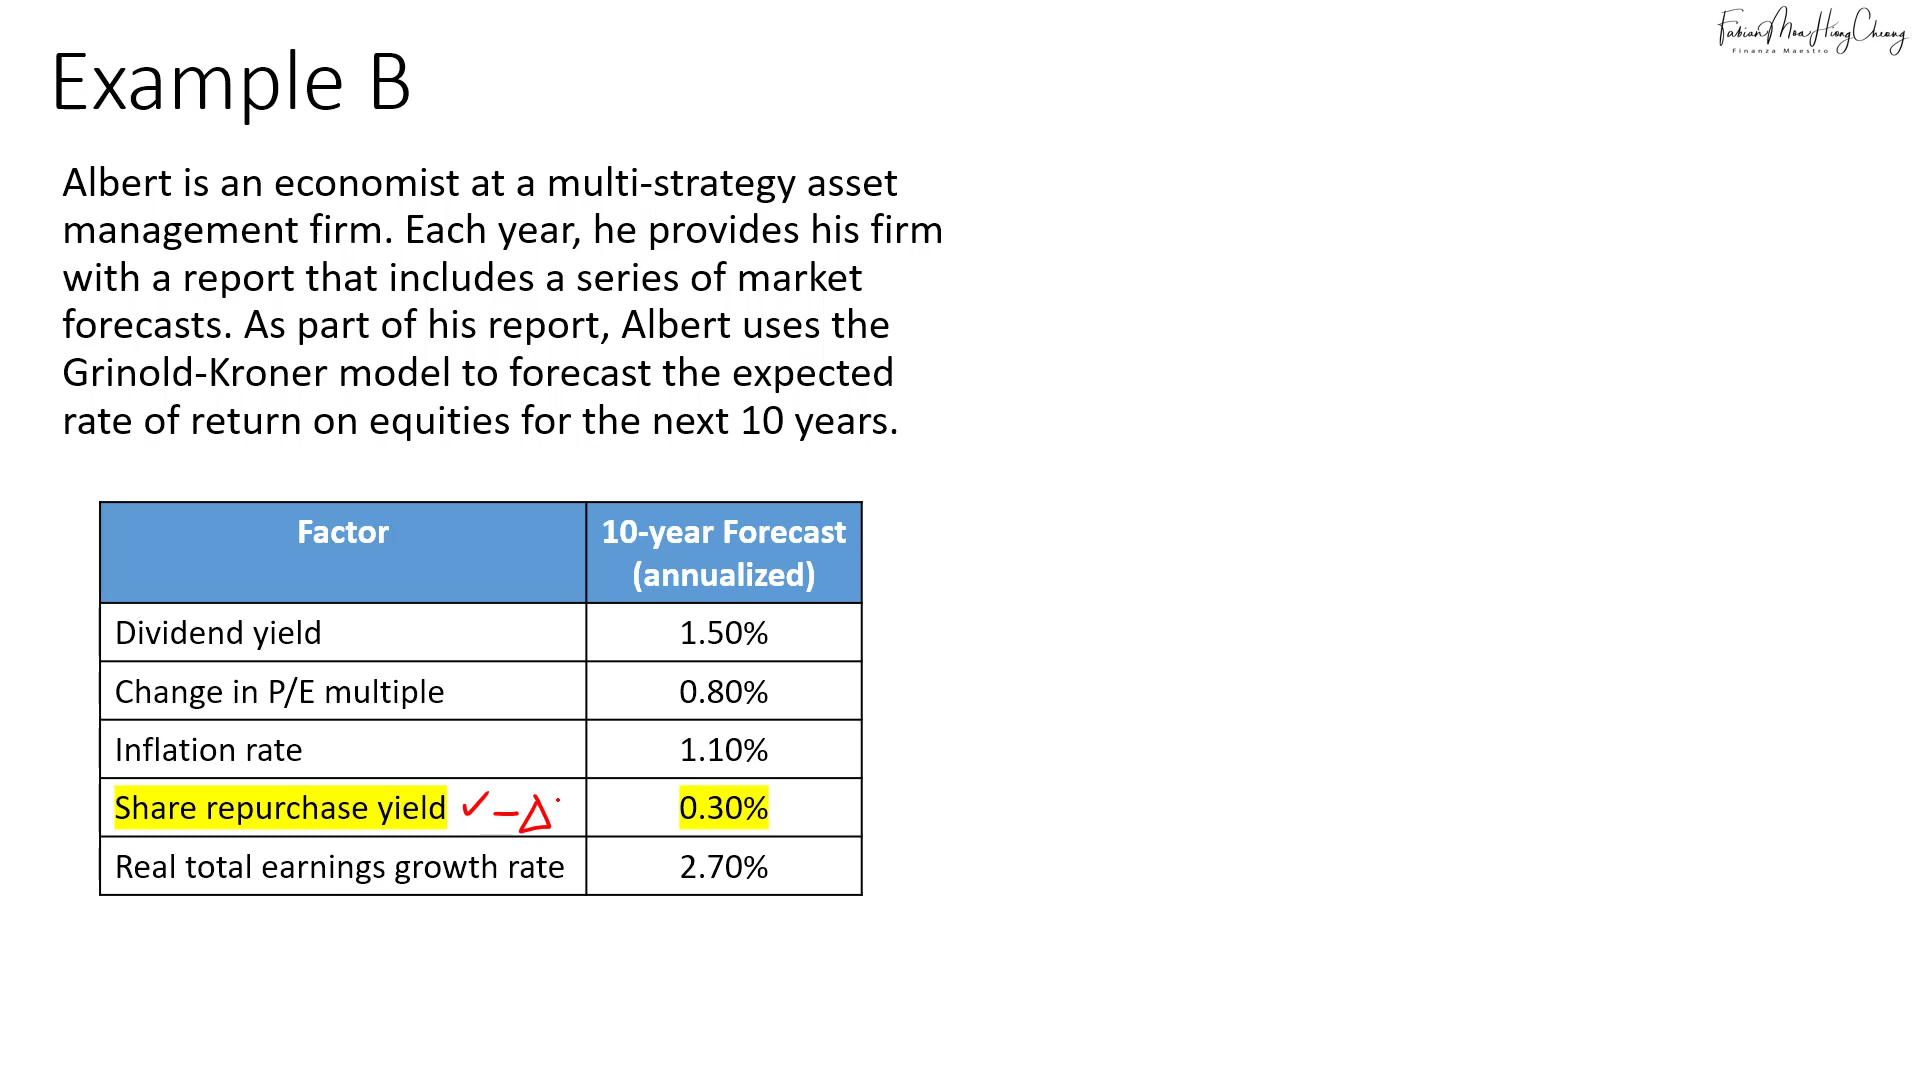 Fabian Moa Hiong Cheong
Finanza Maestro
Example B
Albert is an economist at a multi-strategy asset
management firm. Each year, he provides his firm
with a report that includes a series of market
forecasts. As part of his report, Albert uses the
Grinold-Kroner model to forecast the expected
rate of return on equities for the next 10 years.
Factor 10-year Forecast
(annualized)
Dividend yield 1.50%
Change in P/E multiple 0.80%
Inflation rate 1.10%
Share repurchase yield ✓ −Δ 0.30%
Real total earnings growth rate 2.70%